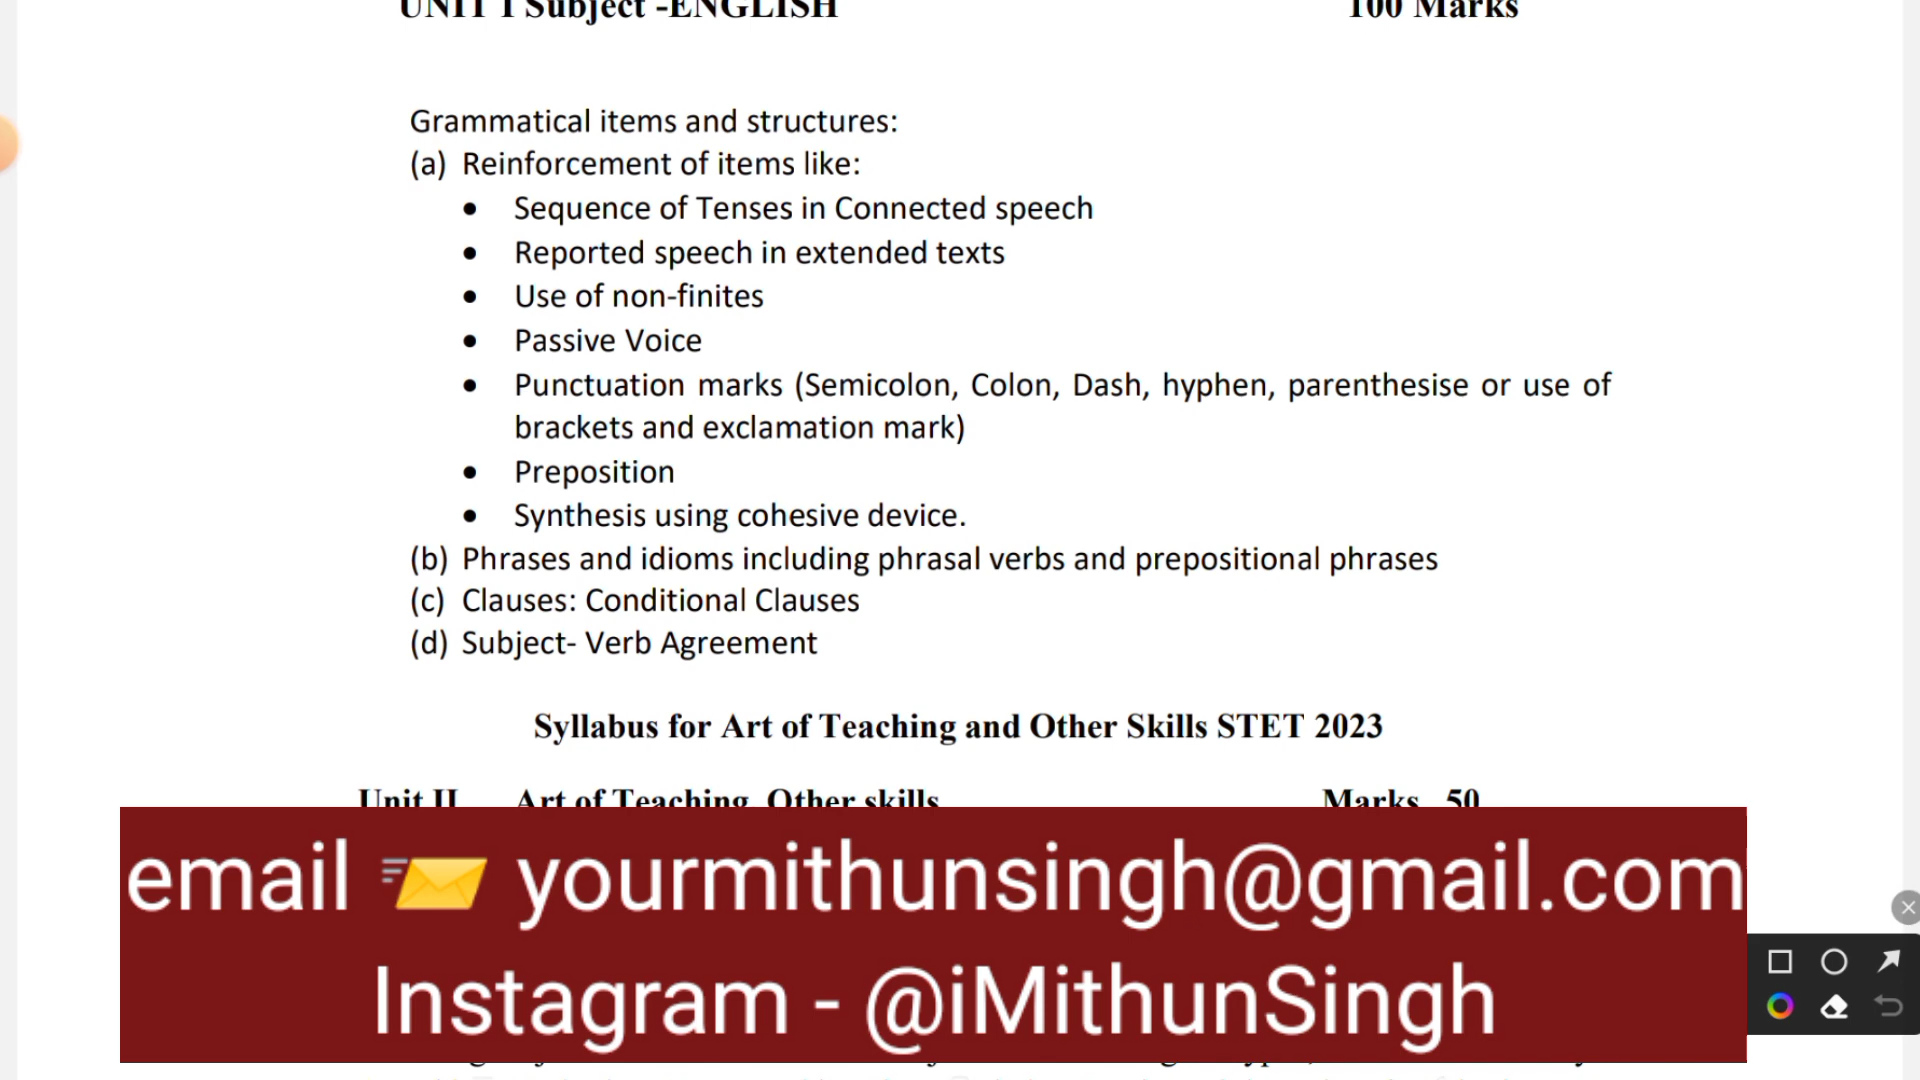 UNIT I Subject -ENGLISH 100 Marks
Grammatical items and structures:
(a) Reinforcement of items like:
• Sequence of Tenses in Connected speech
• Reported speech in extended texts
• Use of non-finites
• Passive Voice
• Punctuation marks (Semicolon, Colon, Dash, hyphen, parenthesise or use of
brackets and exclamation mark)
• Preposition
• Synthesis using cohesive device.
(b) Phrases and idioms including phrasal verbs and prepositional phrases
(c) Clauses: Conditional Clauses
(d) Subject- Verb Agreement
Syllabus for Art of Teaching and Other Skills STET 2023
Unit II Art of Teaching Other skills Marks 50
email yourmithunsingh@gmail.com
Instagram - @iMithunSingh